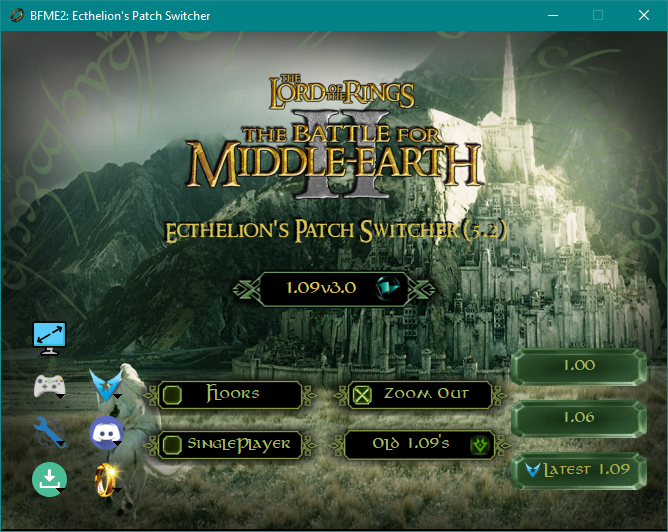 BFME2: Ecthelion's Patch Switcher
THE
LORD OF THE RINGS
II
THE BATTLE FOR
MIDDLE-EARTH
Ecthelion's Patch Switcher (5.2)
1.09v3.0
Floors
Zoom Out
1.00
1.06
SinglePlayer
Old 1.09's
Latest 1.09